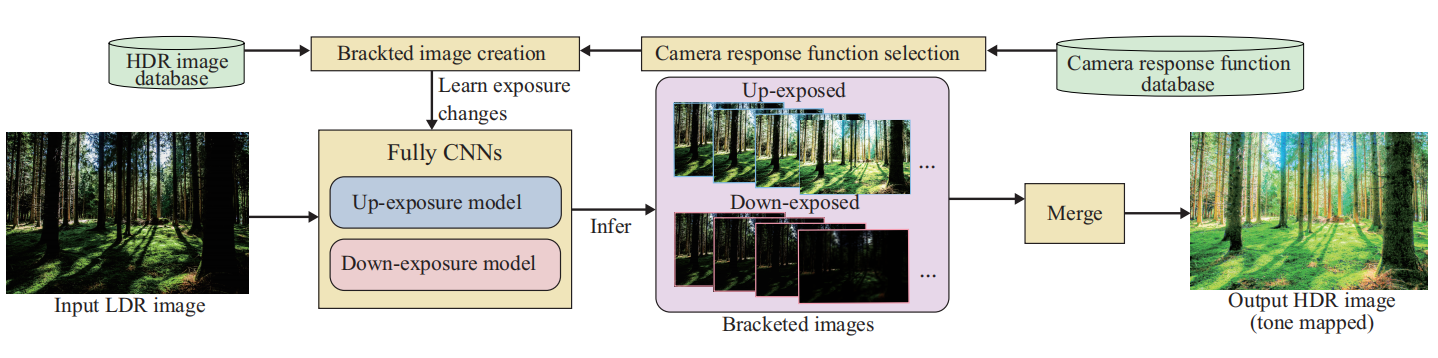 HDR image
database
Brackted image creation
Camera response function selection
Camera response function
database
Learn exposure
changes
Up-exposed
Fully CNNs
...
Up-exposure model
Down-exposed
Merge
Infer
Down-exposure model
...
Input LDR image
Bracketed images
Output HDR image
(tone mapped)